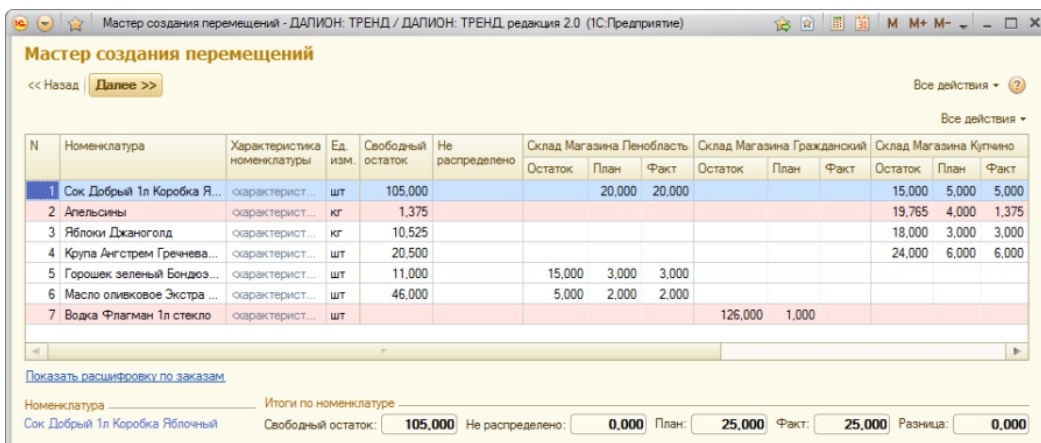 Мастер создания перемещений - ДАЛИОН: ТРЕНД / ДАЛИОН: ТРЕНД, редакция 2.0 (1С:Предприятие) M M+ M-
Мастер создания перемещений
<< Назад Далее >> Все действия
Все действия
N Номенклатура Характеристика номенклатуры Ед. изм. Свободный остаток Не распределено Склад Магазина Ленобласть Склад Магазина Гражданский Склад Магазина Купчино
Остаток План Факт Остаток План Факт Остаток План Факт
1 Сок Добрый 1л Коробка Я... <характерист... шт 105,000 20,000 20,000 15,000 5,000 5,000
2 Апельсины <характерист... кг 1,375 19,765 4,000 1,375
3 Яблоки Джаноголд <характерист... кг 10,525 18,000 3,000 3,000
4 Крупа Ангстрем Гречнева... <характерист... шт 20,500 24,000 6,000 6,000
5 Горошек зеленый Бондюэ... <характерист... шт 11,000 15,000 3,000 3,000
6 Масло оливковое Экстра ... <характерист... шт 46,000 5,000 2,000 2,000
7 Водка Флагман 1л стекло <характерист... шт 126,000 1,000
Показать расшифровку по заказам
Номенклатура Итоги по номенклатуре
Сок Добрый 1л Коробка Яблочный Свободный остаток: 105,000 Не распределено: 0,000 План: 25,000 Факт: 25,000 Разница: 0,000